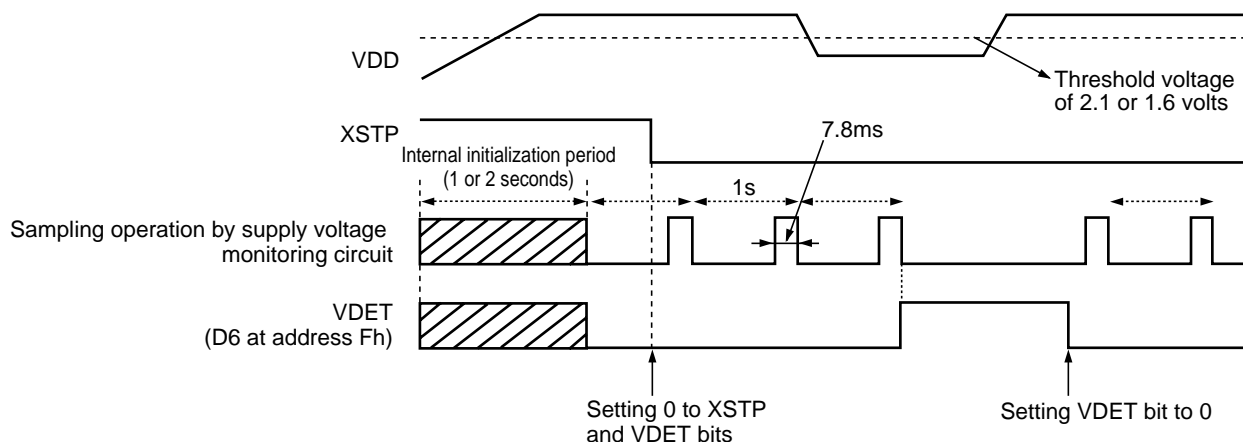 VDD
Threshold voltage
of 2.1 or 1.6 volts
XSTP
7.8ms
Internal initialization period
(1 or 2 seconds)
1s
Sampling operation by supply voltage
monitoring circuit
VDET
(D6 at address Fh)
Setting 0 to XSTP
and VDET bits
Setting VDET bit to 0